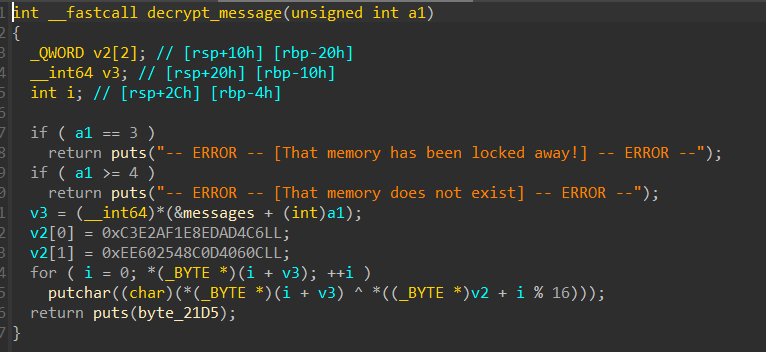 1 int __fastcall decrypt_message(unsigned int a1)
2 {
3 _QWORD v2[2]; // [rsp+10h] [rbp-20h]
4 __int64 v3; // [rsp+20h] [rbp-10h]
5 int i; // [rsp+2Ch] [rbp-4h]
6
7 if ( a1 == 3 )
8 return puts("-- ERROR -- [That memory has been locked away!] -- ERROR --");
9 if ( a1 >= 4 )
0 return puts("-- ERROR -- [That memory does not exist] -- ERROR --");
1 v3 = (__int64)*(&messages + (int)a1);
2 v2[0] = 0xC3E2AF1E8EDAD4C6LL;
3 v2[1] = 0xEE602548C0D4060CLL;
4 for ( i = 0; *(_BYTE *)(i + v3); ++i )
5 putchar((char)(*(_BYTE *)(i + v3) ^ *((_BYTE *)v2 + i % 16)));
6 return puts(byte_21D5);
7 }